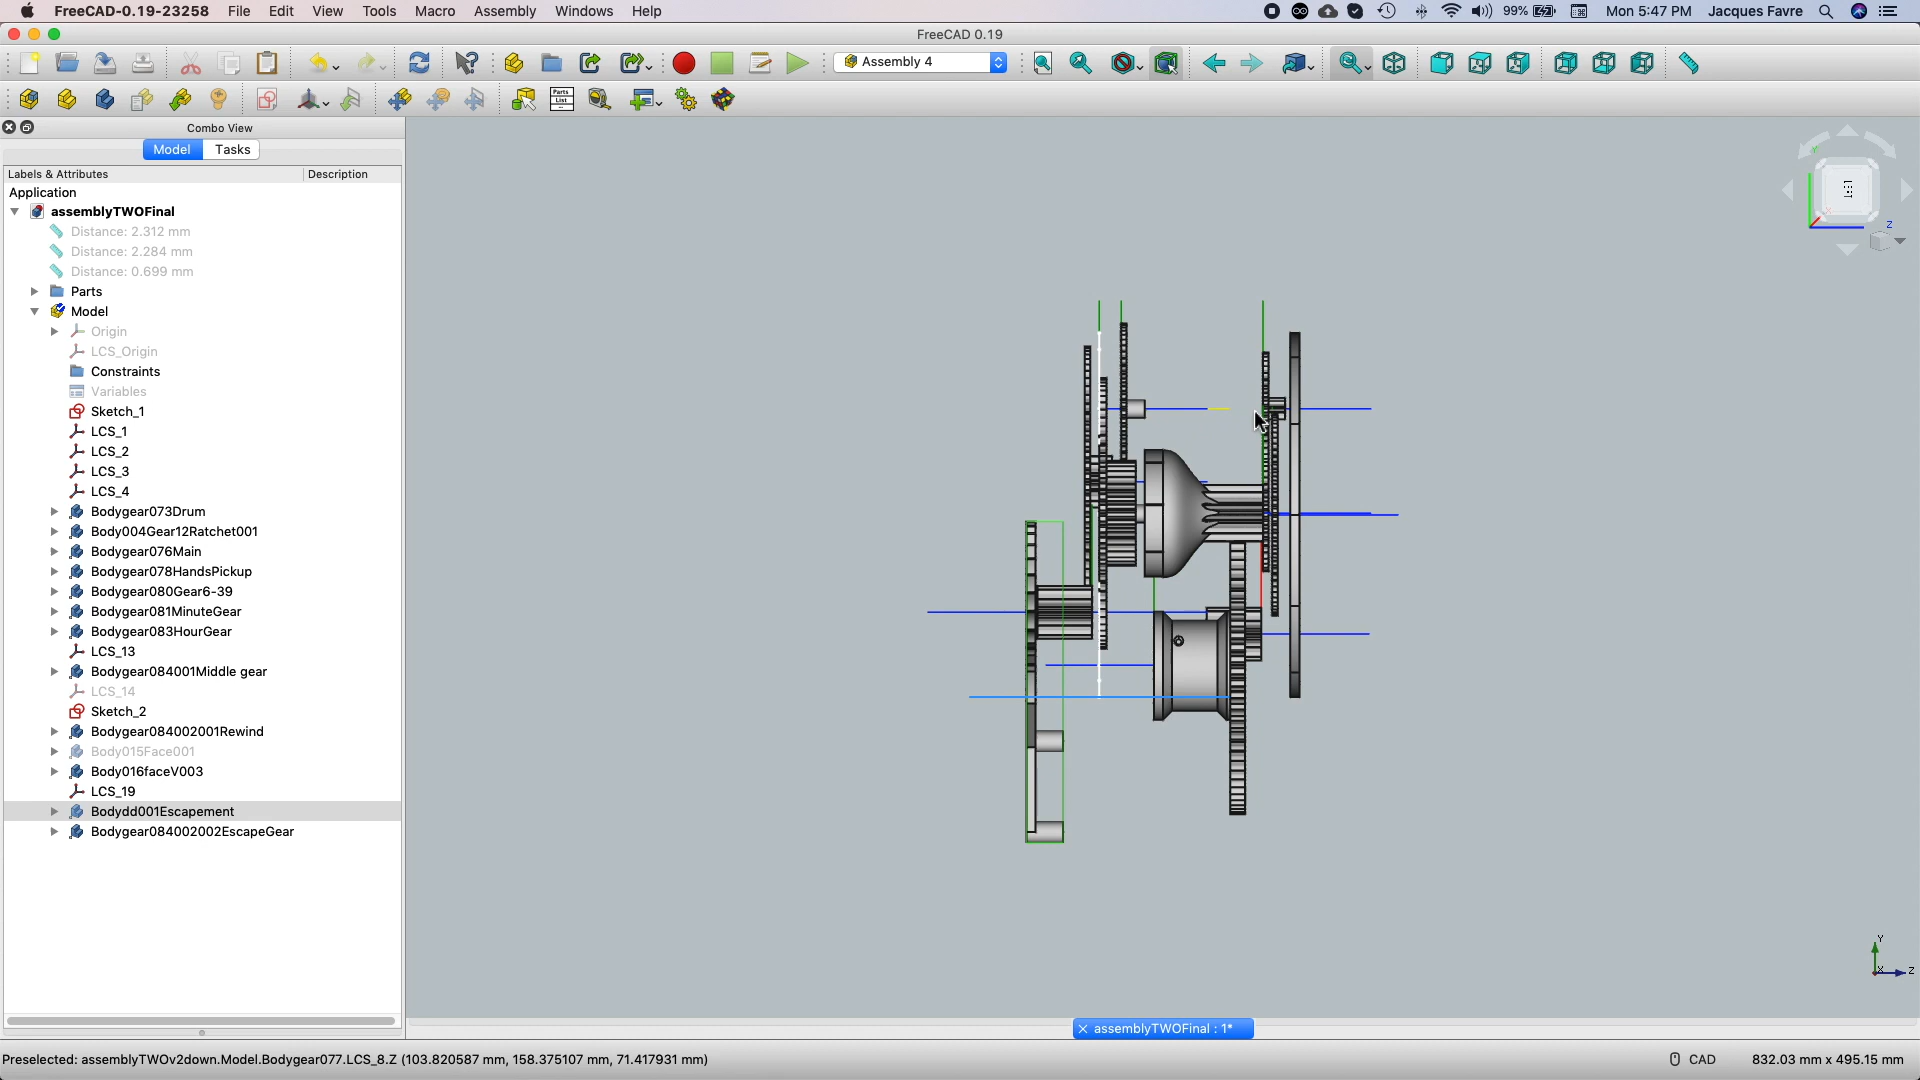 FreeCAD-0.19-23258 File Edit View Tools Macro Assembly Windows Help 99% Mon 5:47 PM Jacques Favre
FreeCAD 0.19
Assembly 4
Parts List
Combo View
Model Tasks
Labels & Attributes Description
Application
assemblyTWOFinal
Distance: 2.312 mm
Distance: 2.284 mm
Distance: 0.699 mm
Parts
Model
Origin
LCS_Origin
Constraints
Variables
Sketch_1
LCS_1
LCS_2
LCS_3
LCS_4
Bodygear073Drum
Body004Gear12Ratchet001
Bodygear076Main
Bodygear078HandsPickup
Bodygear080Gear6-39
Bodygear081MinuteGear
Bodygear083HourGear
LCS_13
Bodygear084001Middle gear
LCS_14
Sketch_2
Bodygear084002001Rewind
Body015Face001
Body016faceV003
LCS_19
Bodydd001Escapement
Bodygear084002002EscapeGear
Y
Z
Y
X Z
assemblyTWOFinal : 1*
Preselected: assemblyTWOv2down.Model.Bodygear077.LCS_8.Z (103.820587 mm, 158.375107 mm, 71.417931 mm) CAD 832.03 mm x 495.15 mm